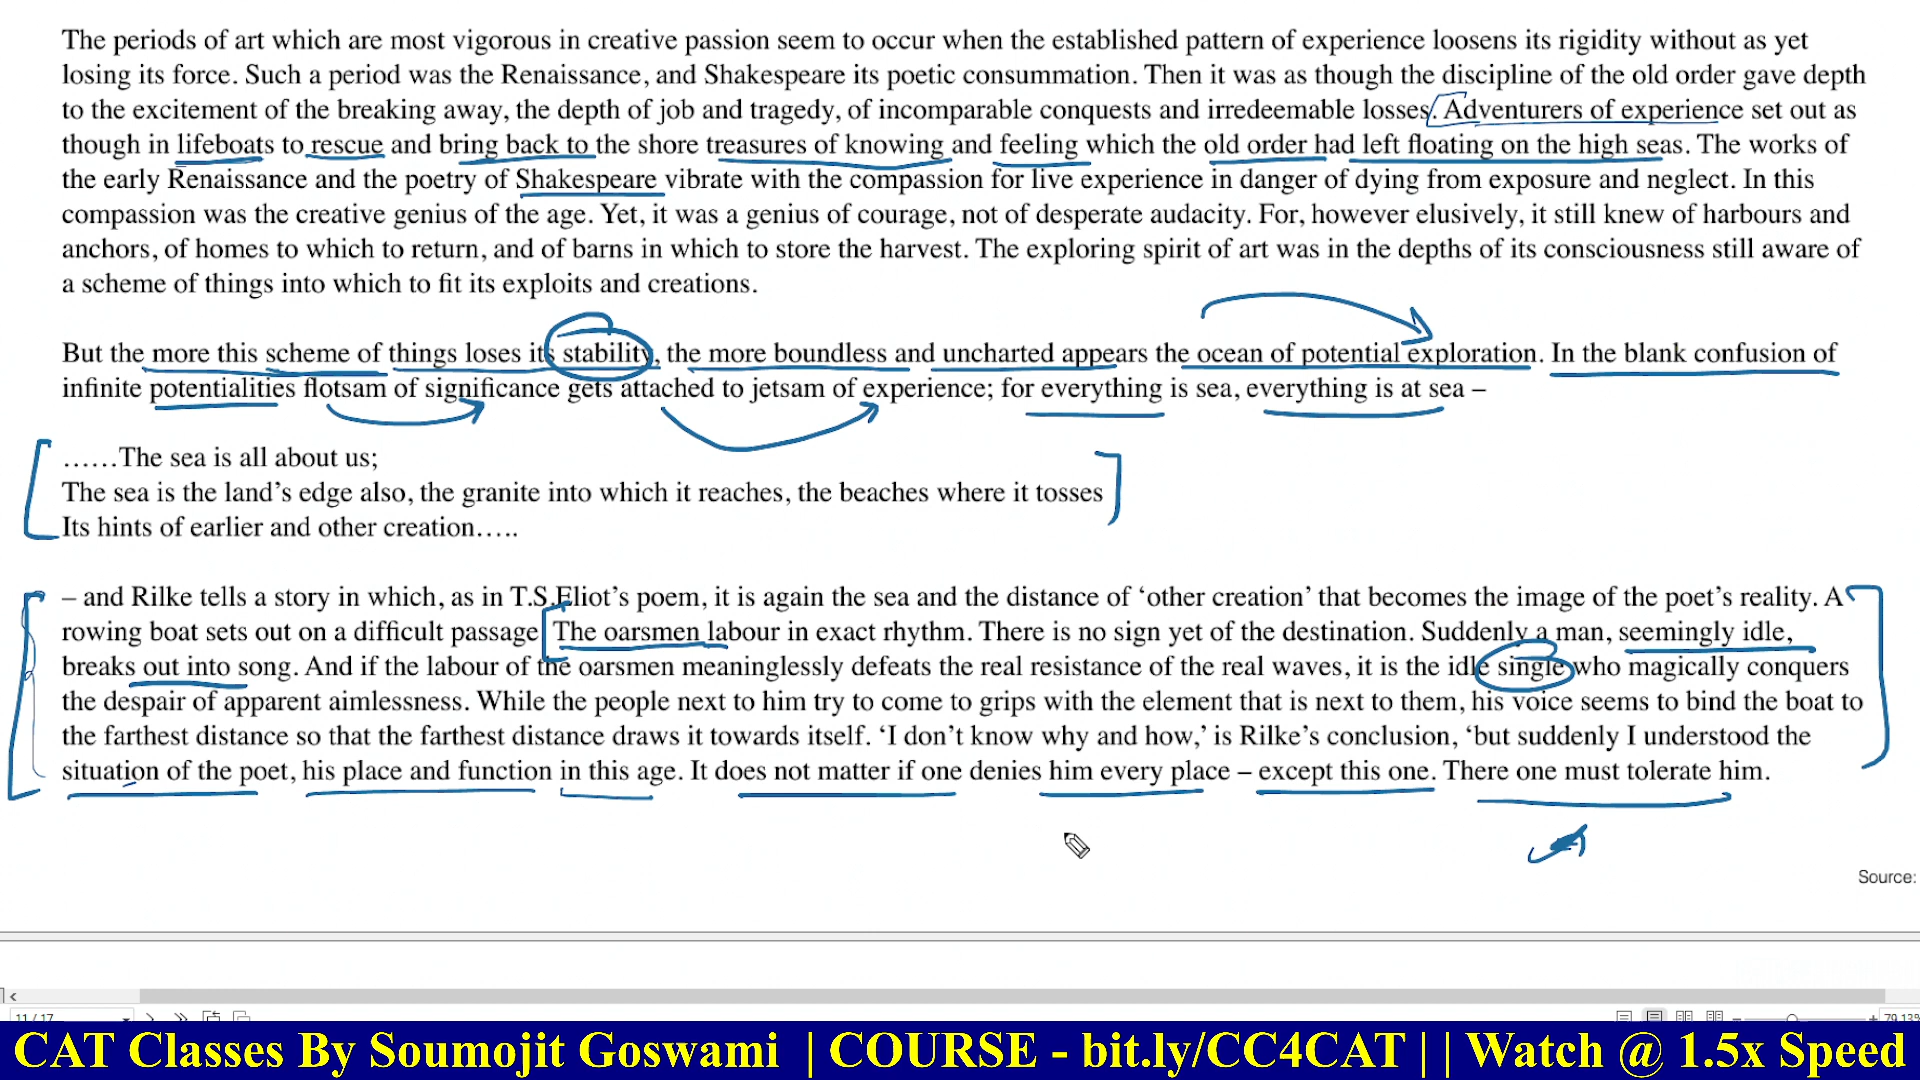 The periods of art which are most vigorous in creative passion seem to occur when the established pattern of experience loosens its rigidity without as yet
losing its force. Such a period was the Renaissance, and Shakespeare its poetic consummation. Then it was as though the discipline of the old order gave depth
to the excitement of the breaking away, the depth of job and tragedy, of incomparable conquests and irredeemable losses. Adventurers of experience set out as
though in lifeboats to rescue and bring back to the shore treasures of knowing and feeling which the old order had left floating on the high seas. The works of
the early Renaissance and the poetry of Shakespeare vibrate with the compassion for live experience in danger of dying from exposure and neglect. In this
compassion was the creative genius of the age. Yet, it was a genius of courage, not of desperate audacity. For, however elusively, it still knew of harbours and
anchors, of homes to which to return, and of barns in which to store the harvest. The exploring spirit of art was in the depths of its consciousness still aware of
a scheme of things into which to fit its exploits and creations.
But the more this scheme of things loses its stability, the more boundless and uncharted appears the ocean of potential exploration. In the blank confusion of
infinite potentialities flotsam of significance gets attached to jetsam of experience; for everything is sea, everything is at sea –
……The sea is all about us;
The sea is the land’s edge also, the granite into which it reaches, the beaches where it tosses
Its hints of earlier and other creation…..
– and Rilke tells a story in which, as in T.S.Eliot’s poem, it is again the sea and the distance of ‘other creation’ that becomes the image of the poet’s reality. A
rowing boat sets out on a difficult passage. The oarsmen labour in exact rhythm. There is no sign yet of the destination. Suddenly a man, seemingly idle,
breaks out into song. And if the labour of the oarsmen meaninglessly defeats the real resistance of the real waves, it is the idle single who magically conquers
the despair of apparent aimlessness. While the people next to him try to come to grips with the element that is next to them, his voice seems to bind the boat to
the farthest distance so that the farthest distance draws it towards itself. ‘I don’t know why and how,’ is Rilke’s conclusion, ‘but suddenly I understood the
situation of the poet, his place and function in this age. It does not matter if one denies him every place – except this one. There one must tolerate him.
Source:
11 / 17
79.13%
CAT Classes By Soumojit Goswami | COURSE - bit.ly/CC4CAT | | Watch @ 1.5x Speed